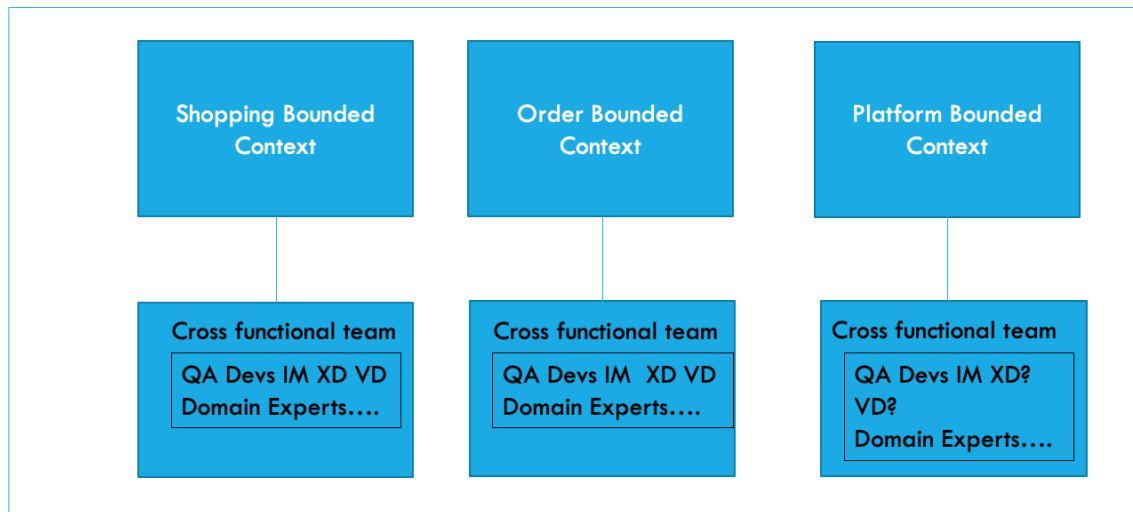 Shopping Bounded
Context
Order Bounded
Context
Platform Bounded
Context
Cross functional team
QA Devs IM XD VD
Domain Experts….
Cross functional team
QA Devs IM  XD VD
Domain Experts….
Cross functional team
QA Devs IM XD?
VD?
Domain Experts….